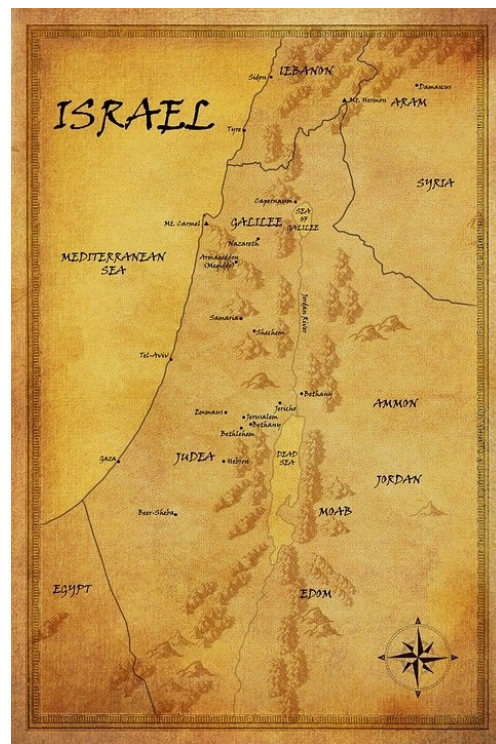 LEBANON
Sidon
Damascus
Mt. Hermon
ARAM
ISRAEL
Tyre
SYRIA
Capernaum
SEA
OF
GALILEE
Mt. Carmel
GALILEE
Nazareth
MEDITERRANEAN
SEA
Armageddon
(Megiddo)
Jordan River
Samaria
Shechem
Tel-Aviv
Bethany
Jericho
AMMON
Emmaus
Jerusalem
Bethany
Bethlehem
JUDEA
Hebron
DEAD
SEA
Gaza
JORDAN
Beer-Sheba
MOAB
EGYPT
EDOM